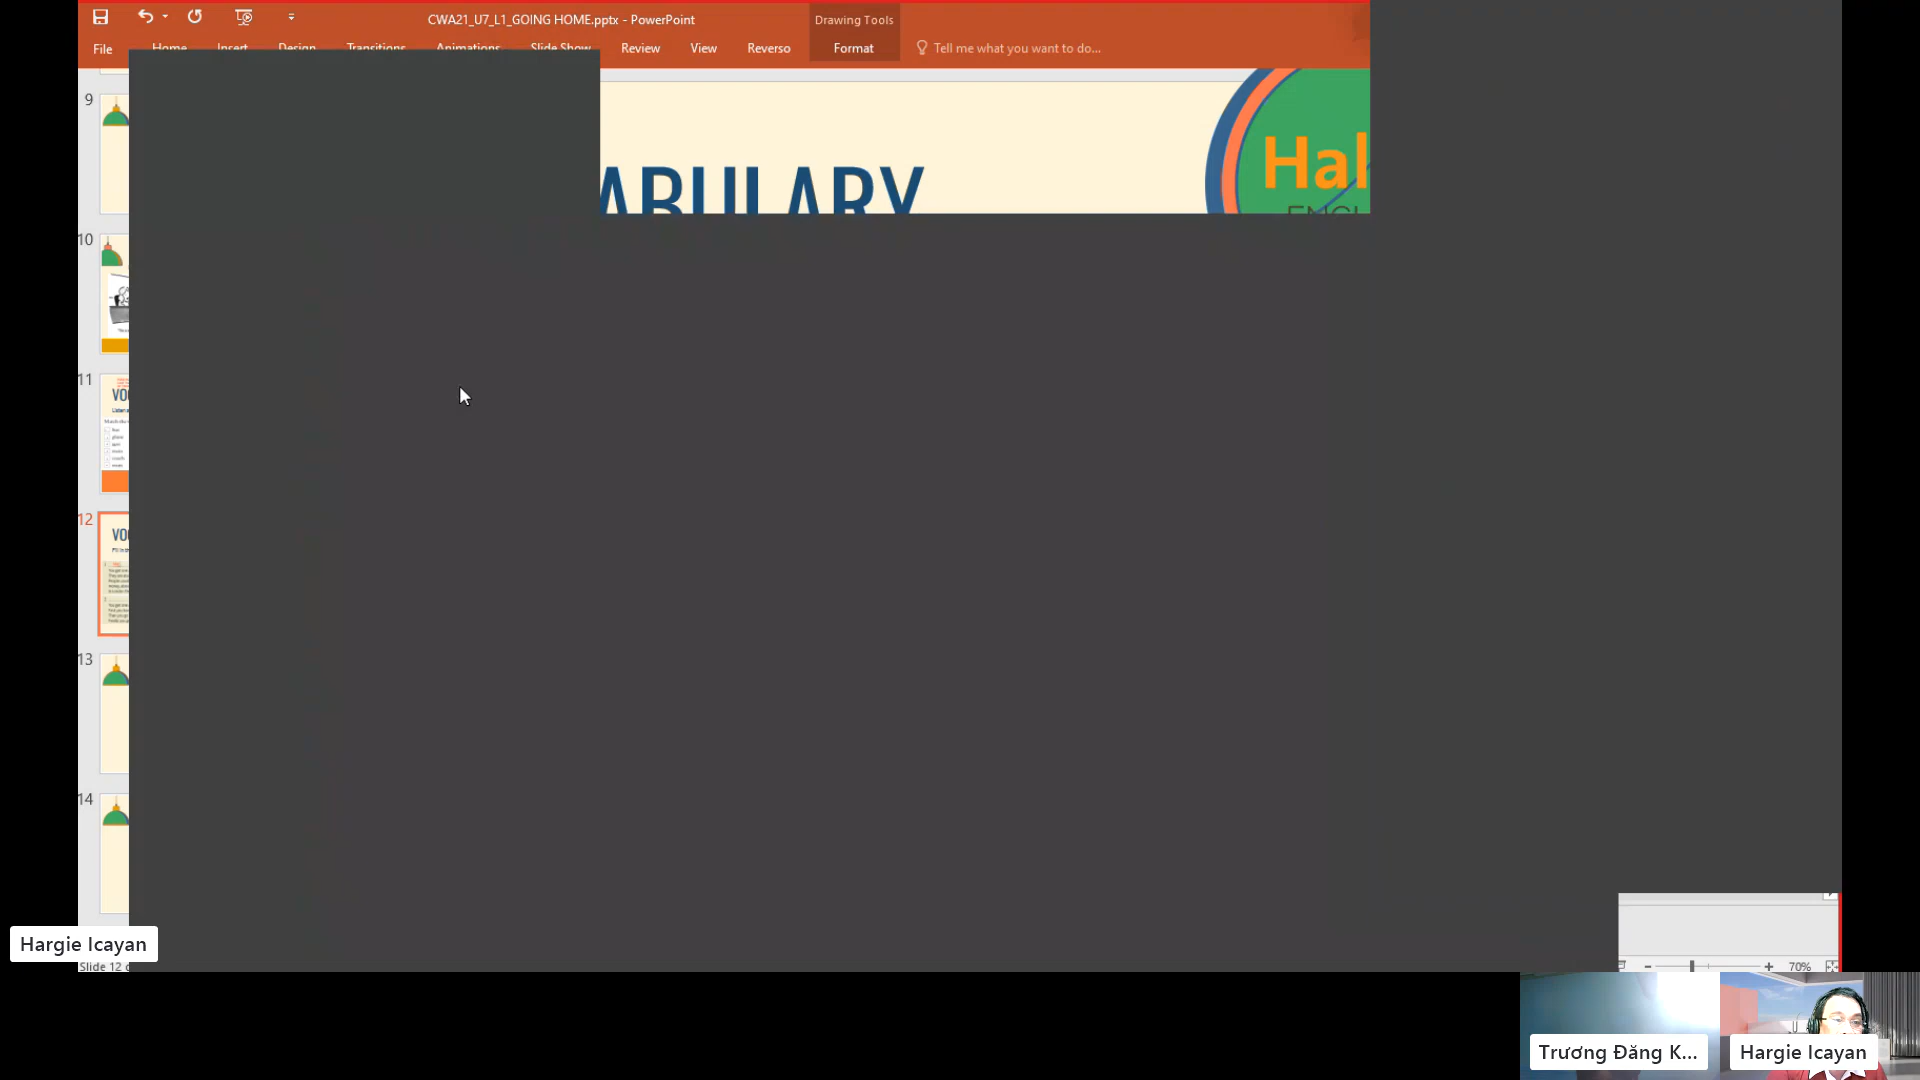 CWA21_U7_L1_GOING HOME.pptx - PowerPoint
Drawing Tools
File Home Insert Design Transitions Animations Slide Show Review View Reverso Format Tell me what you want to do...
9
ABULARY
Hal
10
11
VO
12
VO
13
14
Hargie Icayan
Slide 12
70%
Trương Đăng K...
Hargie Icayan